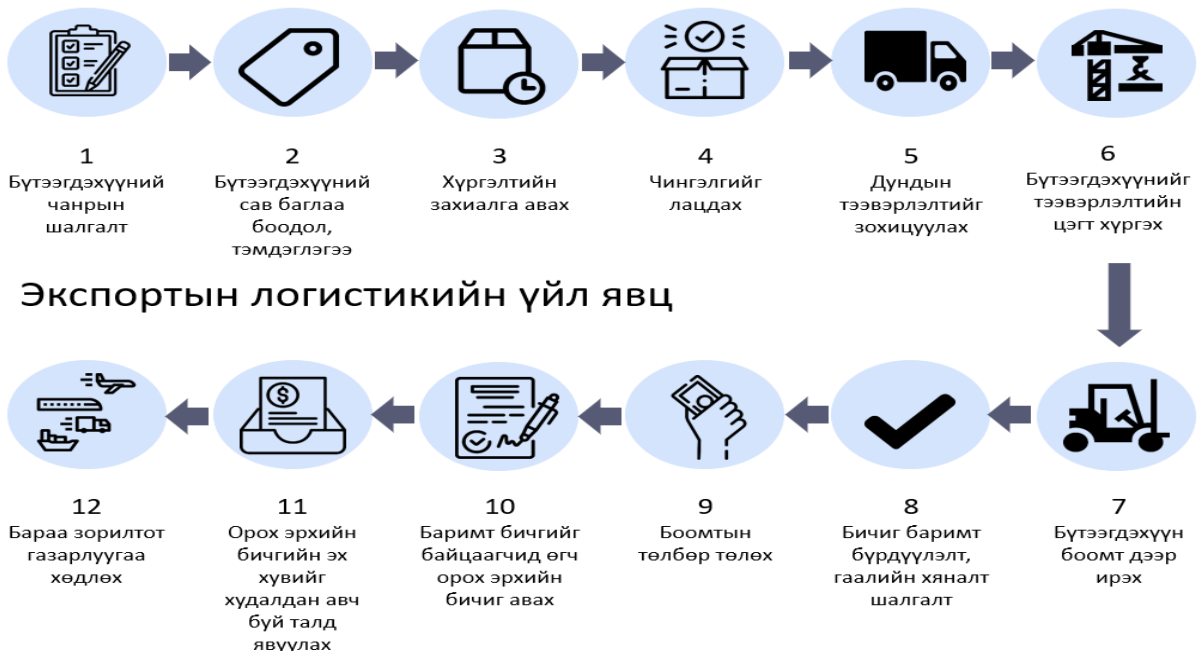 1
Бүтээгдэхүүний
чанрын
шалгалт
2
Бүтээгдэхүүний
сав баглаа
боодол,
тэмдэглэгээ
3
Хүргэлтийн
захиалга авах
4
Чингэлгийг
лацдах
5
Дундын
тээвэрлэлтийг
зохицуулах
6
Бүтээгдэхүүнийг
тээвэрлэлтийн
цэгт хүргэх
Экспортын логистикийн үйл явц
12
Бараа зорилтот
газарлуугаа
хөдлөх
11
Орох эрхийн
бичгийн эх
хувийг
худалдан авч
буй талд
явуулах
10
Баримт бичгийг
байцаагчид өгч
орох эрхийн
бичиг авах
9
Боомтын
төлбөр төлөх
8
Бичиг баримт
бүрдүүлэлт,
гаалийн хяналт
шалгалт
7
Бүтээгдэхүүн
боомт дээр
ирэх